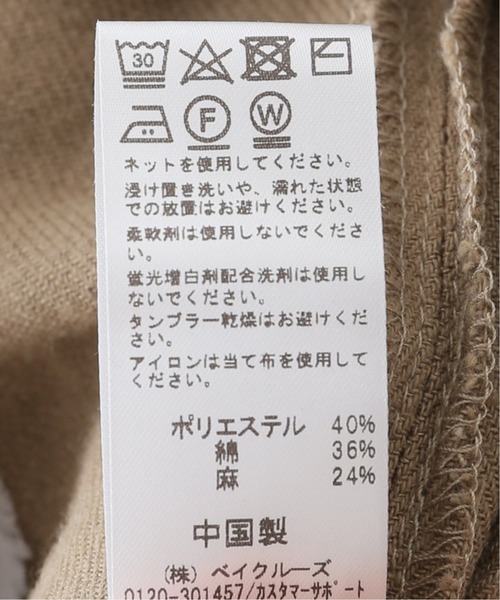 30
F W
ネットを使用してください。
浸け置き洗いや、濡れた状態
での放置はお避けください。
柔軟剤は使用しないでくださ
い。
蛍光増白剤配合洗剤は使用し
ないでください。
タンブラー乾燥はお避けくだ
さい。
アイロンは当て布を使用して
ください。
ポリエステル 40%
綿 36%
麻 24%
中国製
(株) ベイクルーズ
0120-301457/カスタマーサポート